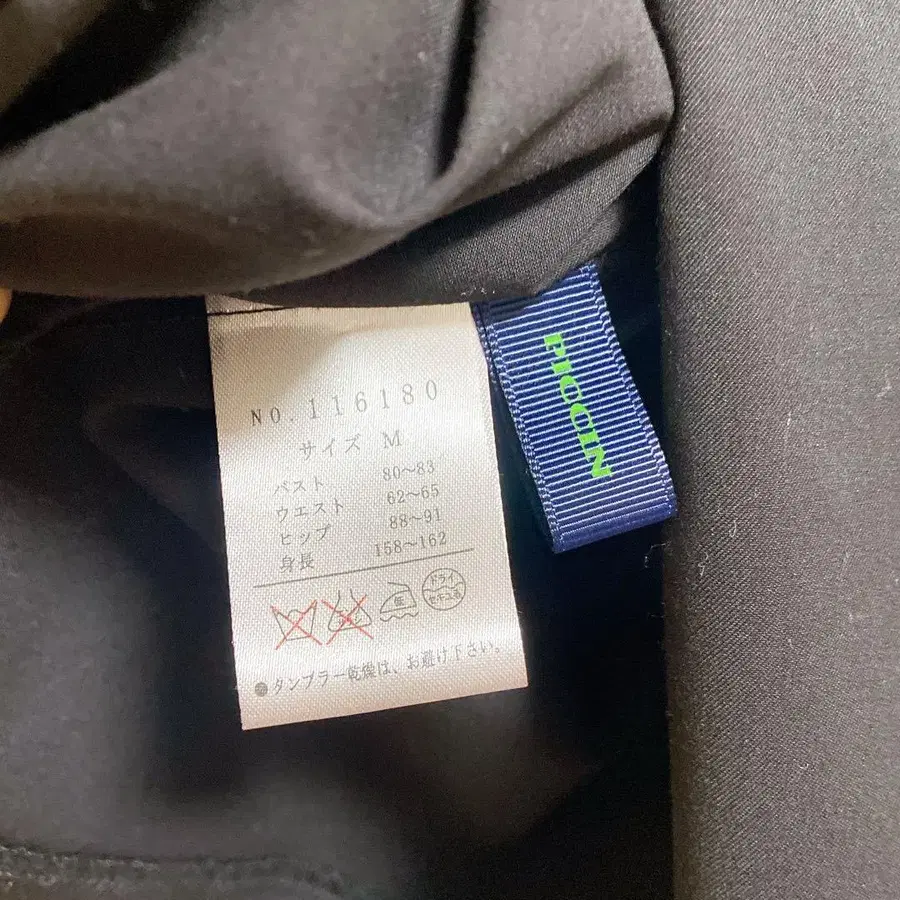 NO.116180
サイズ M
バスト 80～83
ウエスト 62～65
ヒップ 88～91
身長 158～162
ドライ
セキユ系
●タンブラー乾燥は、お避け下さい。
PICCIN